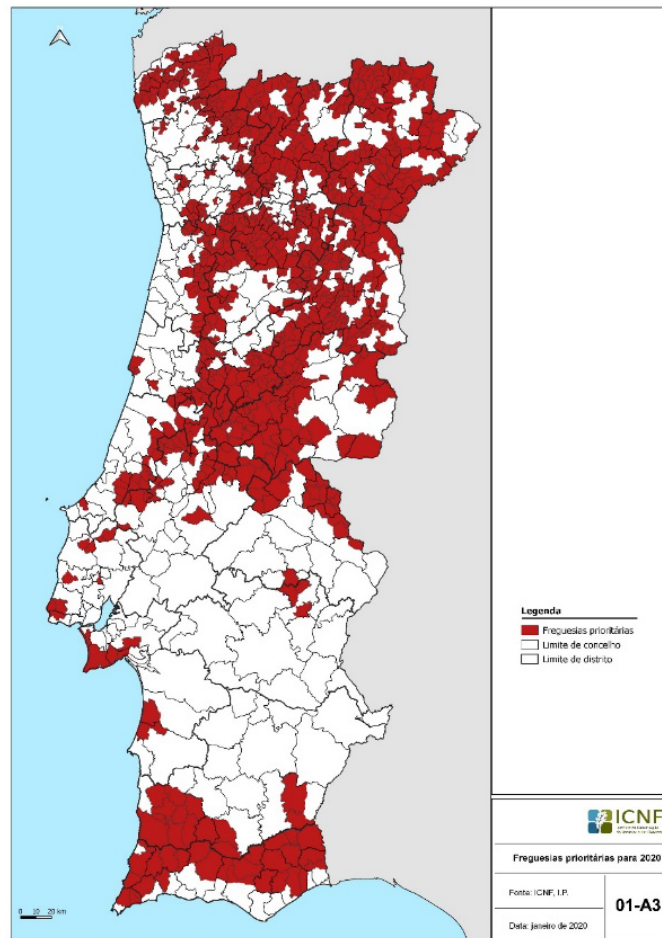 Legenda
Freguesias prioritárias
Limite de concelho
Limite de distrito
0 10 20 km
ICNF
Freguesias prioritárias para 2020
Fonte: ICNF, I.P.
Data: janeiro de 2020
01-A3